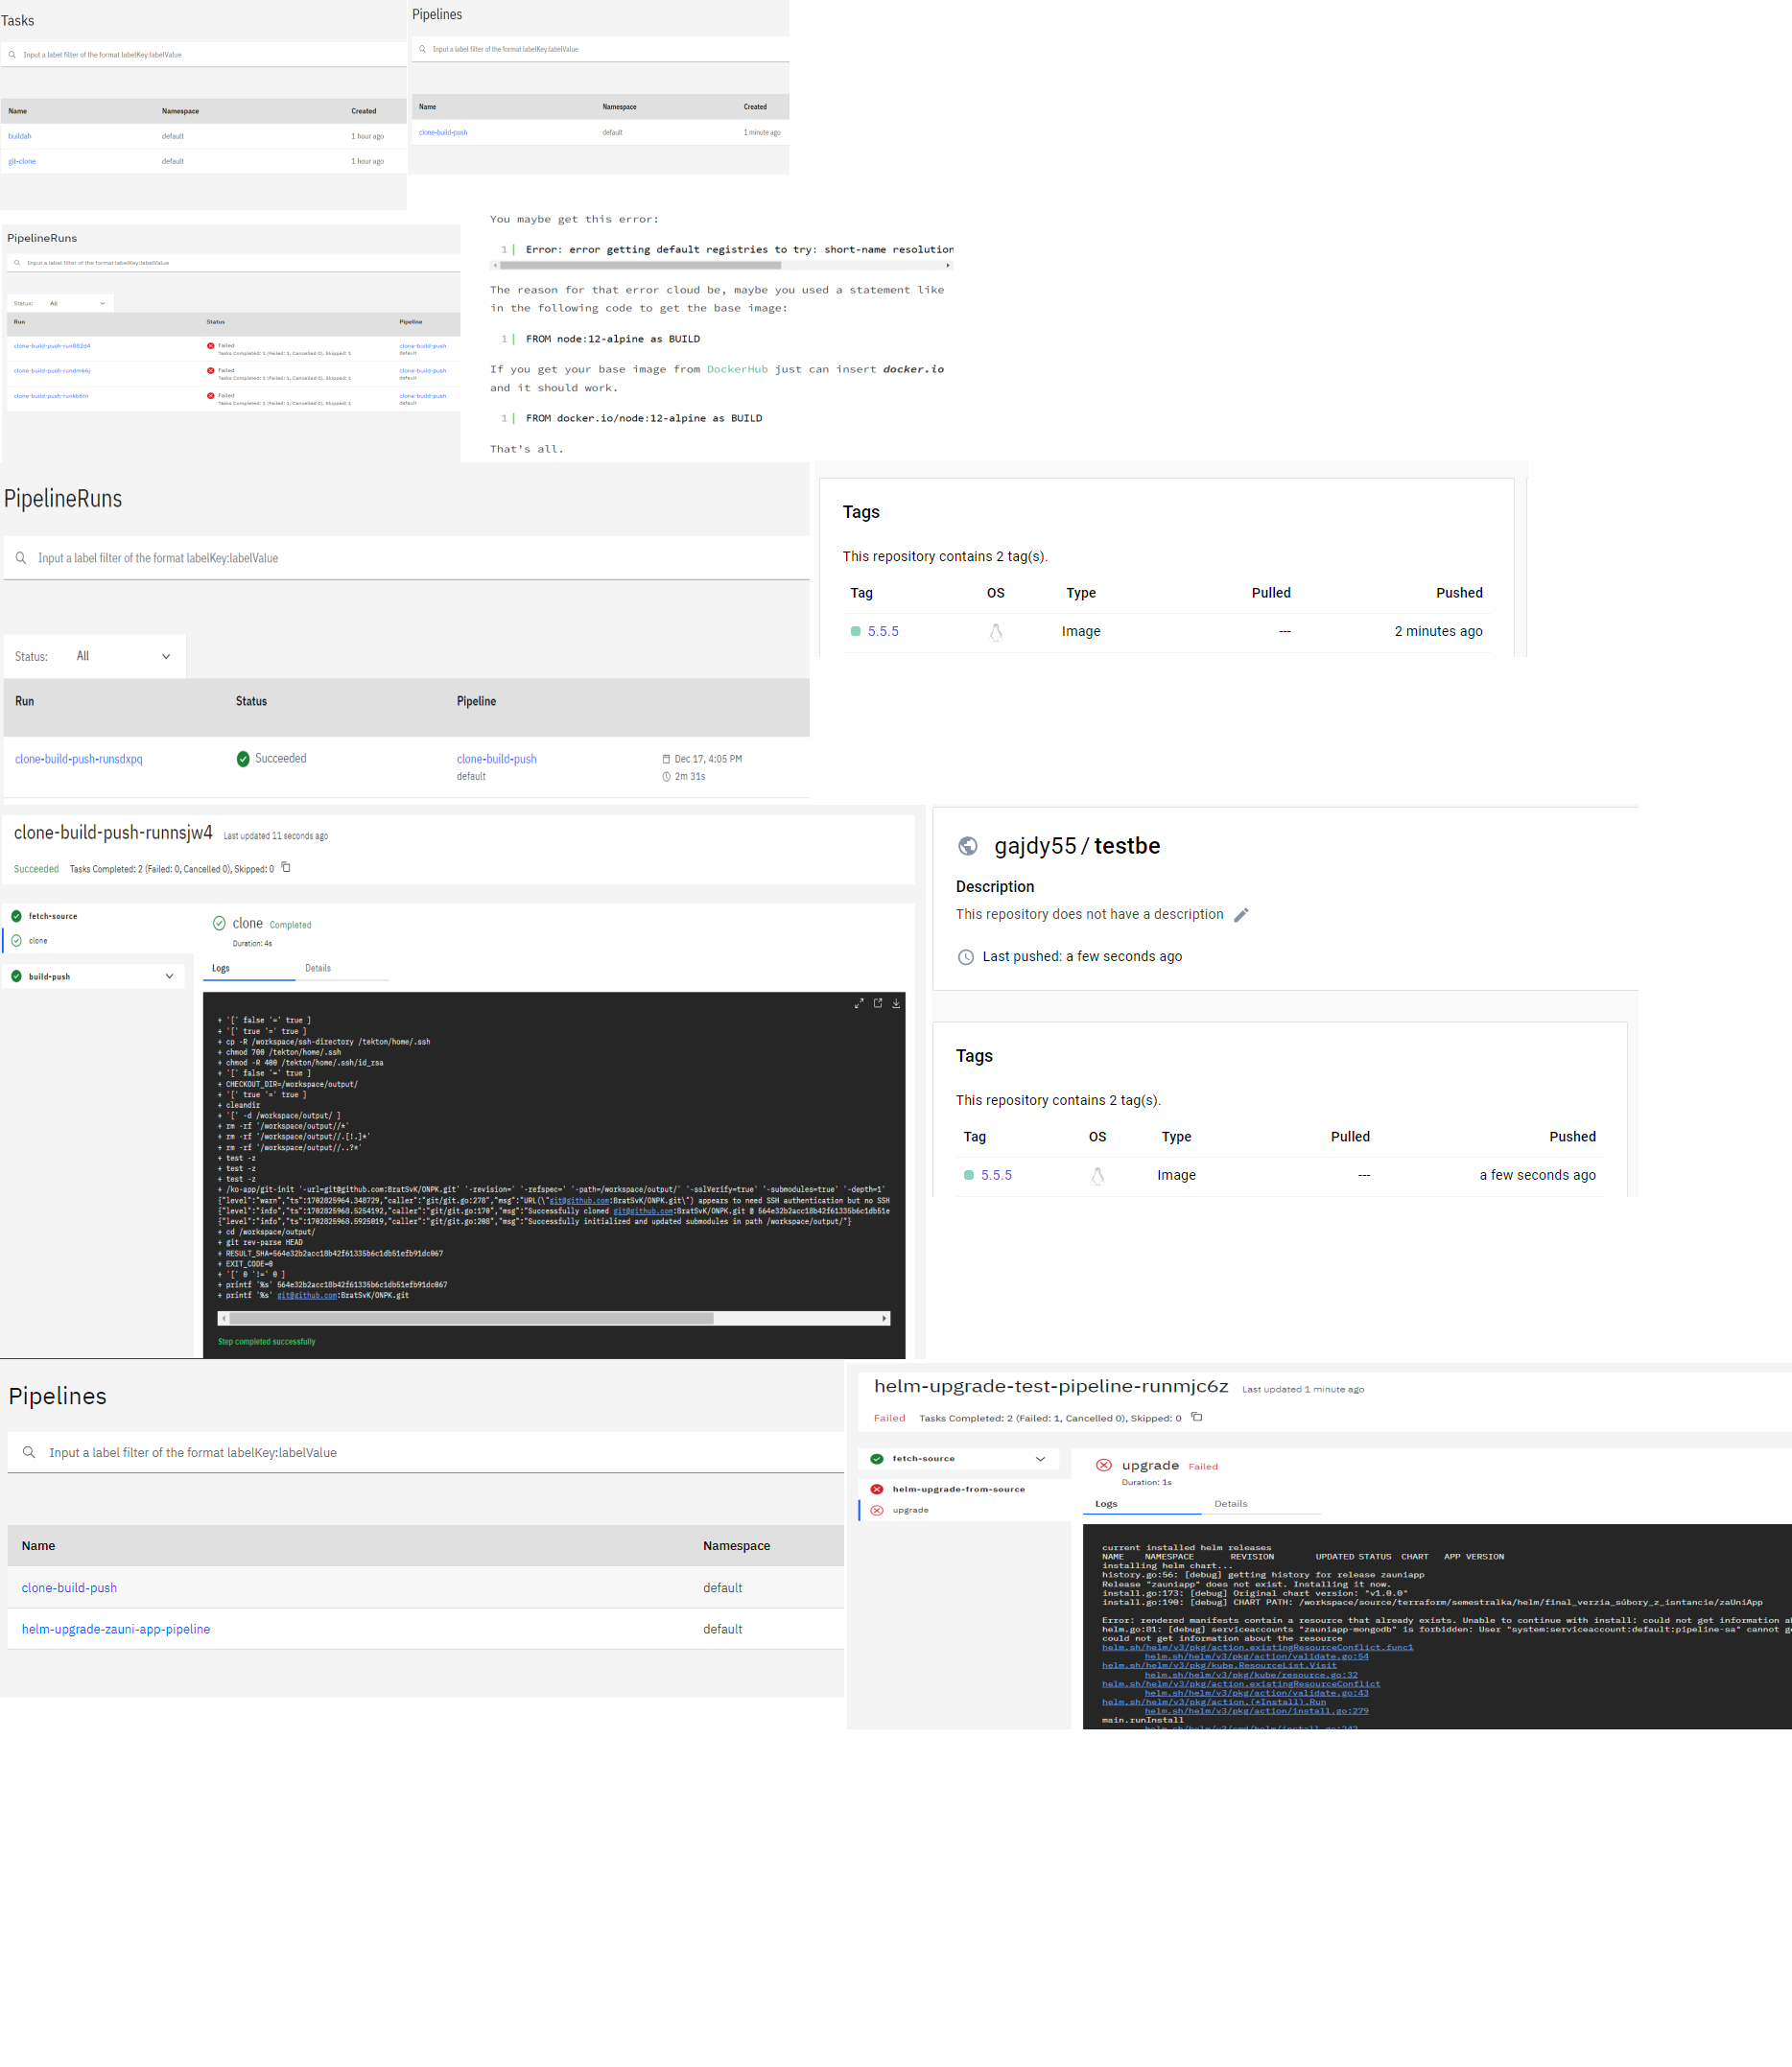 Tasks
Input a label filter of the format labelKey:labelValue
Name Namespace Created
buildah default 1 hour ago
git-clone default 1 hour ago
Pipelines
Input a label filter of the format labelKey:labelValue
Name Namespace Created
clone-build-push default 1 minute ago
PipelineRuns
Input a label filter of the format labelKey:labelValue
Status: All
Run Status Pipeline
clone-build-push-run882d4 Failed clone-build-push
Tasks Completed: 1 (Failed: 1, Cancelled 0), Skipped: 1 default
clone-build-push-rundm66j Failed clone-build-push
Tasks Completed: 1 (Failed: 1, Cancelled 0), Skipped: 1 default
Failed clone-build-push
Tasks Completed: 1 (Failed: 1, Cancelled 0), Skipped: 1 default
You maybe get this error:
1 Error: error getting default registries to try: short-name resolution
The reason for that error cloud be, maybe you used a statement like
in the following code to get the base image:
1 FROM node:12-alpine as BUILD
If you get your base image from DockerHub just can insert docker.io
and it should work.
1 FROM docker.io/node:12-alpine as BUILD
That's all.
PipelineRuns
Input a label filter of the format labelKey:labelValue
Status: All
Run Status Pipeline
clone-build-push-runsdxpq Succeeded clone-build-push Dec 17, 4:05 PM
default 2m 31s
Tags
This repository contains 2 tag(s).
Tag OS Type Pulled Pushed
5.5.5 Image --- 2 minutes ago
clone-build-push-runnsjw4 Last updated 11 seconds ago
Succeeded Tasks Completed: 2 (Failed: 0, Cancelled 0), Skipped: 0
fetch-source
clone
build-push
clone Completed
Duration: 4s
Logs Details
+ '[' false '=' true ]
+ '[' true '=' true ]
+ cp -R /workspace/ssh-directory /tekton/home/.ssh
+ chmod 700 /tekton/home/.ssh
+ chmod -R 400 /tekton/home/.ssh/id_rsa
+ '[' false '=' true ]
+ CHECKOUT_DIR=/workspace/output/
+ '[' true '=' true ]
+ cleandir
+ '[' -d /workspace/output/ ]
+ rm -rf '/workspace/output//*'
+ rm -rf '/workspace/output//.[!.]*'
+ rm -rf '/workspace/output//..?*'
+ test -z
+ test -z
+ test -z
+ /ko-app/git-init '-url=git@github.com:BratSvK/ONPK.git' '-revision=' '-refspec=' '-path=/workspace/output/' '-sslVerify=true' '-submodules=true' '-depth=1'
{"level":"warn","ts":1702825964.348729,"caller":"git/git.go:278","msg":"URL(\"git@github.com:BratSvK/ONPK.git\") appears to need SSH authentication but no SSH
{"level":"info","ts":1702825968.5254192,"caller":"git/git.go:170","msg":"Successfully cloned git@github.com:BratSvK/ONPK.git @ 564e32b2acc18b42f61335b6c1db51e
{"level":"info","ts":1702825968.5925019,"caller":"git/git.go:208","msg":"Successfully initialized and updated submodules in path /workspace/output/"}
+ cd /workspace/output/
+ git rev-parse HEAD
+ RESULT_SHA=564e32b2acc18b42f61335b6c1db51efb91dc067
+ EXIT_CODE=0
+ '[' 0 '!=' 0 ]
+ printf '%s' 564e32b2acc18b42f61335b6c1db51efb91dc067
+ printf '%s' git@github.com:BratSvK/ONPK.git
Step completed successfully
gajdy55 / testbe
Description
This repository does not have a description
Last pushed: a few seconds ago
Tags
This repository contains 2 tag(s).
Tag OS Type Pulled Pushed
5.5.5 Image --- a few seconds ago
Pipelines
Input a label filter of the format labelKey:labelValue
Name Namespace
clone-build-push default
helm-upgrade-zauni-app-pipeline default
helm-upgrade-test-pipeline-runmjc6z Last updated 1 minute ago
Failed Tasks Completed: 2 (Failed: 1, Cancelled 0), Skipped: 0
fetch-source
helm-upgrade-from-source
upgrade
upgrade Failed
Duration: 1s
Logs Details
current installed helm releases
NAME NAMESPACE REVISION UPDATED STATUS CHART APP VERSION
installing helm chart...
history.go:56: [debug] getting history for release zauniapp
Release "zauniapp" does not exist. Installing it now.
install.go:173: [debug] Original chart version: "v1.0.0"
install.go:190: [debug] CHART PATH: /workspace/source/terraform/semestralka/helm/final_verzia_súbory_z_isntancie/zaUniApp
Error: rendered manifests contain a resource that already exists. Unable to continue with install: could not get information a
helm.go:81: [debug] serviceaccounts "zauniapp-mongodb" is forbidden: User "system:serviceaccount:default:pipeline-sa" cannot g
could not get information about the resource
helm.sh/helm/v3/pkg/action.existingResourceConflict.func1
helm.sh/helm/v3/pkg/action/validate.go:54
helm.sh/helm/v3/pkg/kube.ResourceList.Visit
helm.sh/helm/v3/pkg/kube/resource.go:32
helm.sh/helm/v3/pkg/action.existingResourceConflict
helm.sh/helm/v3/pkg/action/validate.go:43
helm.sh/helm/v3/pkg/action.(*Install).Run
helm.sh/helm/v3/pkg/action/install.go:279
main.runInstall
helm.sh/helm/v3/cmd/helm/install.go:242